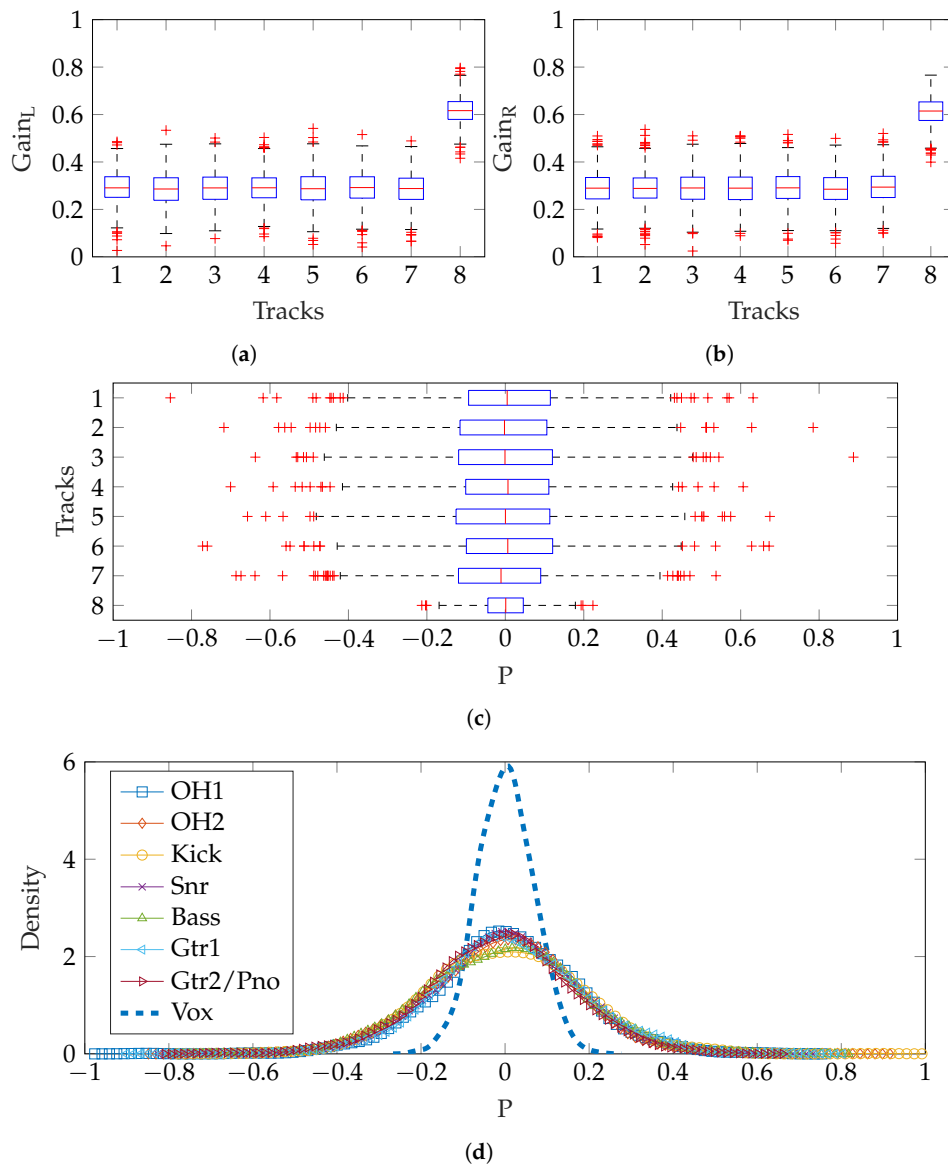 1
0.8
0.6
0.4
0.2
0
Gain_L
1 2 3 4 5 6 7 8
Tracks
(a)
1
0.8
0.6
0.4
0.2
0
Gain_R
1 2 3 4 5 6 7 8
Tracks
(b)
1
2
3
4
5
6
7
8
Tracks
−1 −0.8 −0.6 −0.4 −0.2 0 0.2 0.4 0.6 0.8 1
P
(c)
6
4
2
0
Density
OH1
OH2
Kick
Snr
Bass
Gtr1
Gtr2/Pno
Vox
−1 −0.8 −0.6 −0.4 −0.2 0 0.2 0.4 0.6 0.8 1
P
(d)